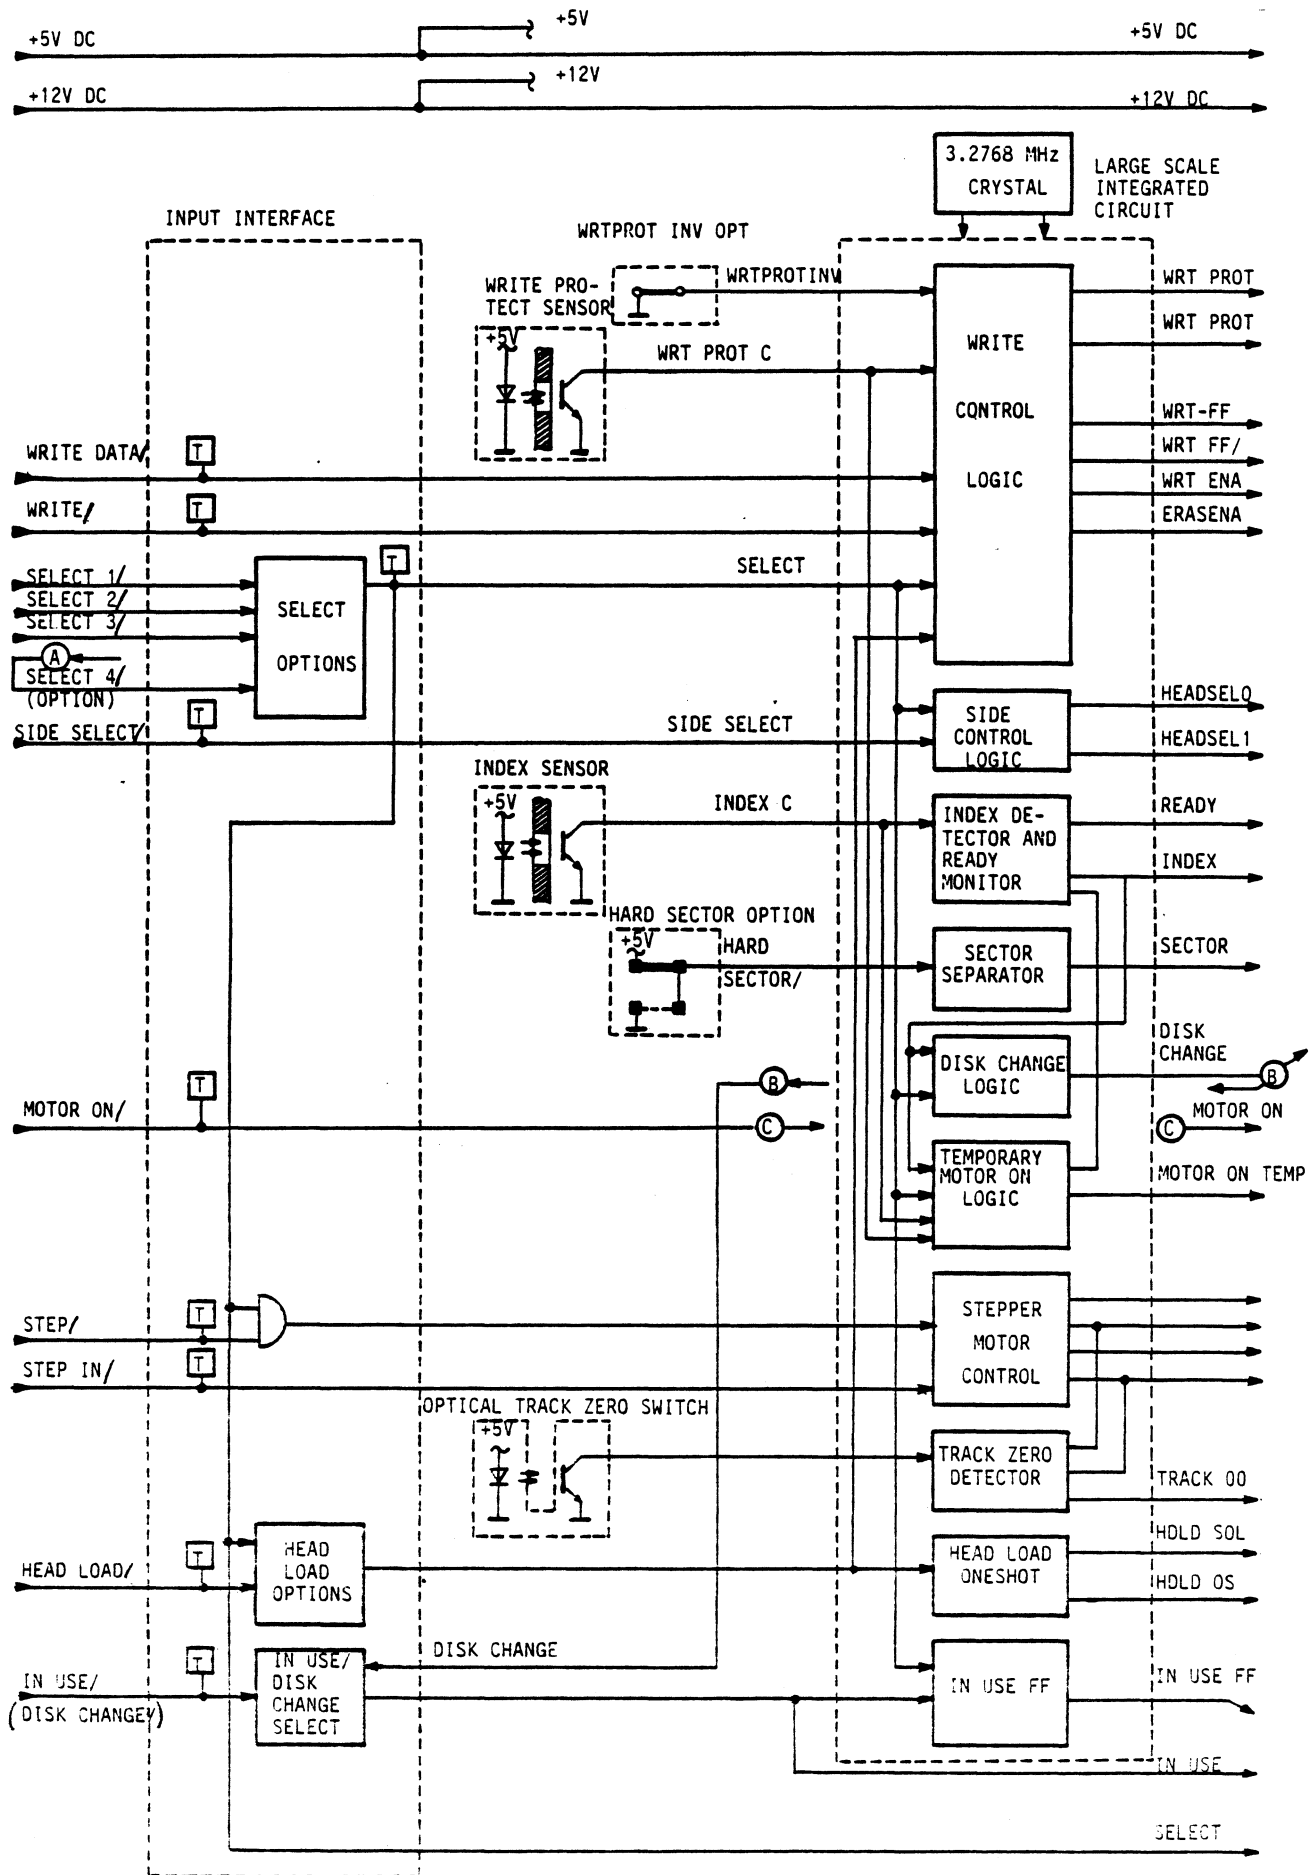 +5V
+5V DC
+5V DC
+12V
+12V DC
+12V DC
3.2768 MHz
CRYSTAL
LARGE SCALE
INTEGRATED
CIRCUIT
INPUT INTERFACE
WRTPROT INV OPT
WRITE PRO-
TECT SENSOR
+5V
WRTPROTINV
WRT PROT C
WRITE
CONTROL
LOGIC
WRT PROT
WRT PROT
WRT-FF
WRT FF/
WRT ENA
ERASENA
WRITE DATA/
T
WRITE/
T
SELECT 1/
SELECT 2/
SELECT 3/
A
SELECT 4/
(OPTION)
SELECT
OPTIONS
T
SELECT
SIDE SELECT/
T
SIDE SELECT
SIDE
CONTROL
LOGIC
HEADSEL0
HEADSEL1
INDEX SENSOR
+5V
INDEX C
INDEX DE-
TECTOR AND
READY
MONITOR
READY
INDEX
HARD SECTOR OPTION
+5V
HARD
SECTOR/
SECTOR
SEPARATOR
SECTOR
DISK CHANGE
LOGIC
DISK
CHANGE
B
B
MOTOR ON/
T
C
MOTOR ON
C
TEMPORARY
MOTOR ON
LOGIC
MOTOR ON TEMP
STEP/
T
STEP IN/
T
STEPPER
MOTOR
CONTROL
OPTICAL TRACK ZERO SWITCH
+5V
TRACK ZERO
DETECTOR
TRACK 00
HEAD LOAD/
T
HEAD
LOAD
OPTIONS
HEAD LOAD
ONESHOT
HDLD SOL
HDLD OS
IN USE/
(DISK CHANGE/)
T
IN USE/
DISK
CHANGE
SELECT
DISK CHANGE
IN USE FF
IN USE FF
IN USE
SELECT